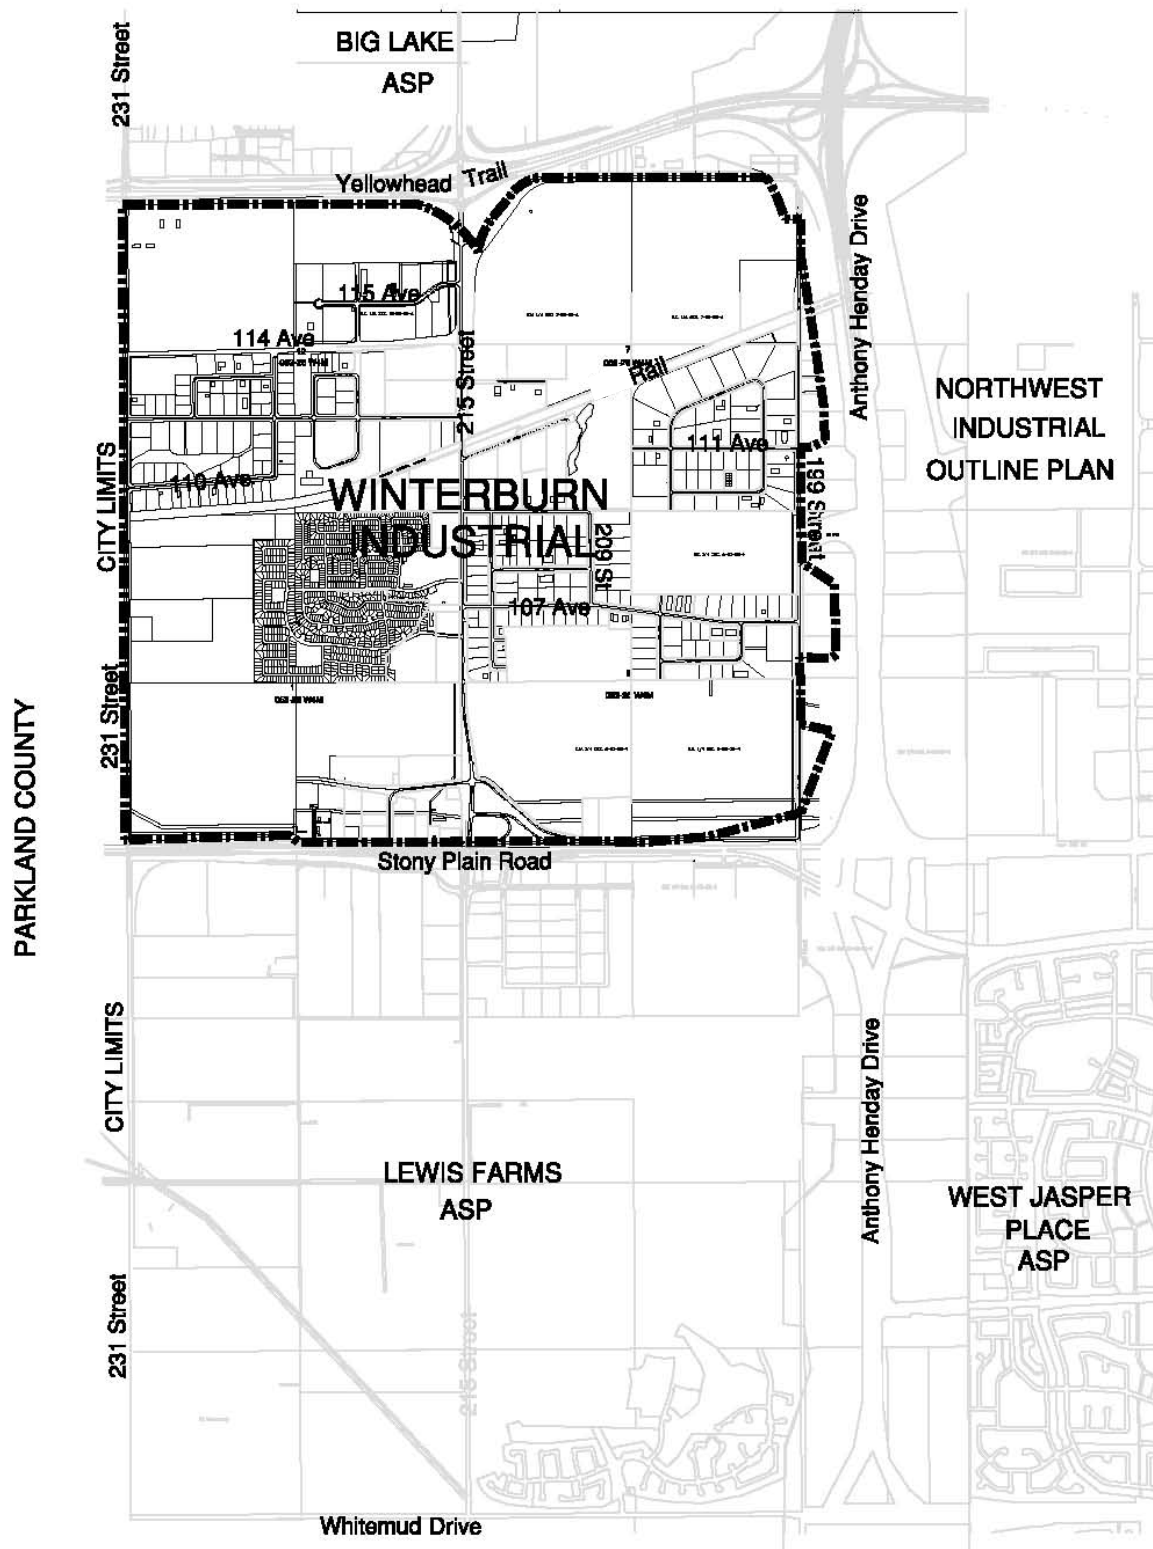 BIG LAKE
ASP
231 Street
Yellowhead Trail
Anthony Henday Drive
115 Ave
114 Ave
215 Street
Rail
NORTHWEST
INDUSTRIAL
OUTLINE PLAN
111 Ave
110 Ave
199 Street
CITY LIMITS
WINTERBURN
INDUSTRIAL
209 St
107 Ave
231 Street
PARKLAND COUNTY
Stony Plain Road
CITY LIMITS
Anthony Henday Drive
LEWIS FARMS
ASP
WEST JASPER
PLACE
ASP
231 Street
215 Street
Whitemud Drive